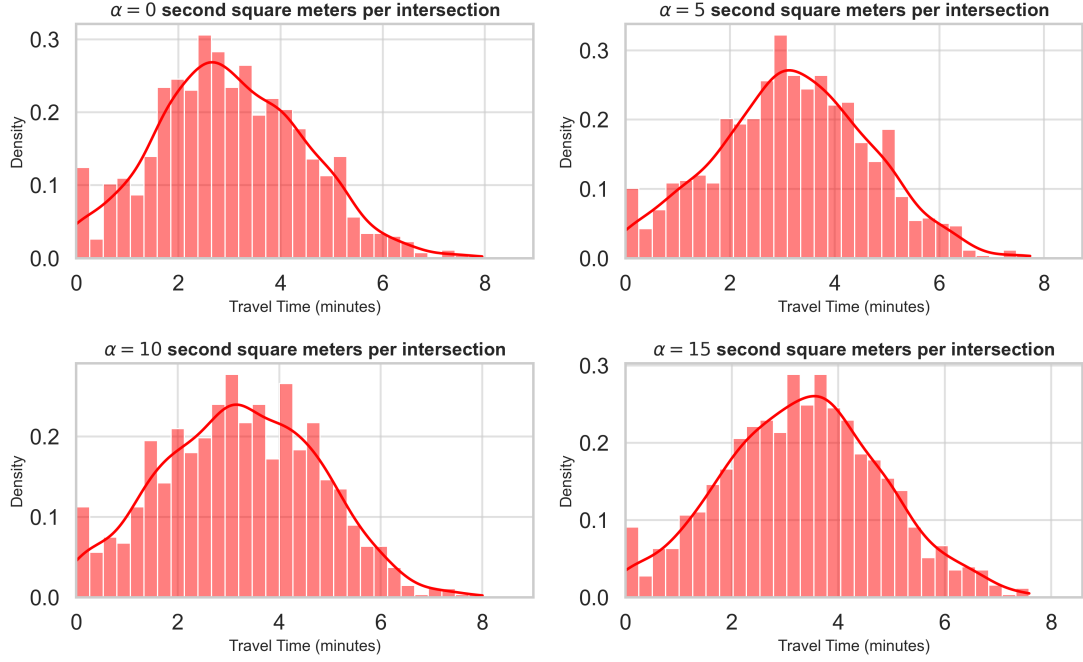 α = 0 second square meters per intersection
0.3
0.2
0.1
0.0
Density
0 2 4 6 8
Travel Time (minutes)
α = 5 second square meters per intersection
0.3
0.2
0.1
0.0
Density
0 2 4 6 8
Travel Time (minutes)
α = 10 second square meters per intersection
0.2
0.1
0.0
Density
0 2 4 6 8
Travel Time (minutes)
α = 15 second square meters per intersection
0.3
0.2
0.1
0.0
Density
0 2 4 6 8
Travel Time (minutes)